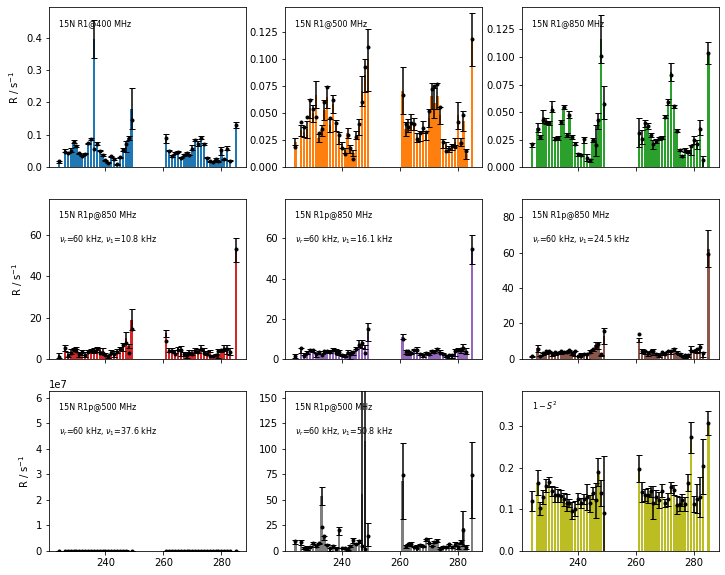 15N R1@400 MHz
15N R1@500 MHz
15N R1@850 MHz
R / s⁻¹
0.4
0.3
0.2
0.1
0.0
0.125
0.100
0.075
0.050
0.025
0.000
0.125
0.100
0.075
0.050
0.025
0.000
15N R1p@850 MHz
νr=60 kHz, ν1=10.8 kHz
15N R1p@850 MHz
νr=60 kHz, ν1=16.1 kHz
15N R1p@850 MHz
νr=60 kHz, ν1=24.5 kHz
R / s⁻¹
60
40
20
0
60
40
20
0
80
60
40
20
0
1e7
15N R1p@500 MHz
νr=60 kHz, ν1=37.6 kHz
15N R1p@500 MHz
νr=60 kHz, ν1=50.8 kHz
1 − S²
R / s⁻¹
6
5
4
3
2
1
0
150
125
100
75
50
25
0
0.3
0.2
0.1
0.0
240 260 280
240 260 280
240 260 280